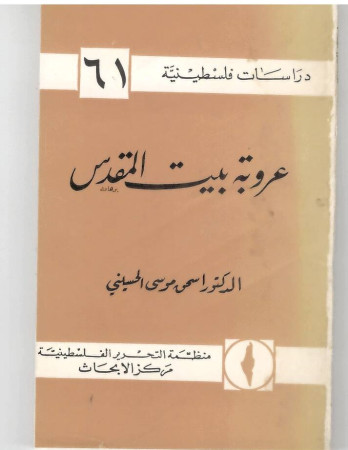 دراسات فلسطينية
٦١
عروبة بيت المقدس
الدكتور اسحق موسى الحسيني
منظمة التحرير الفلسطينية
مركز الابحاث